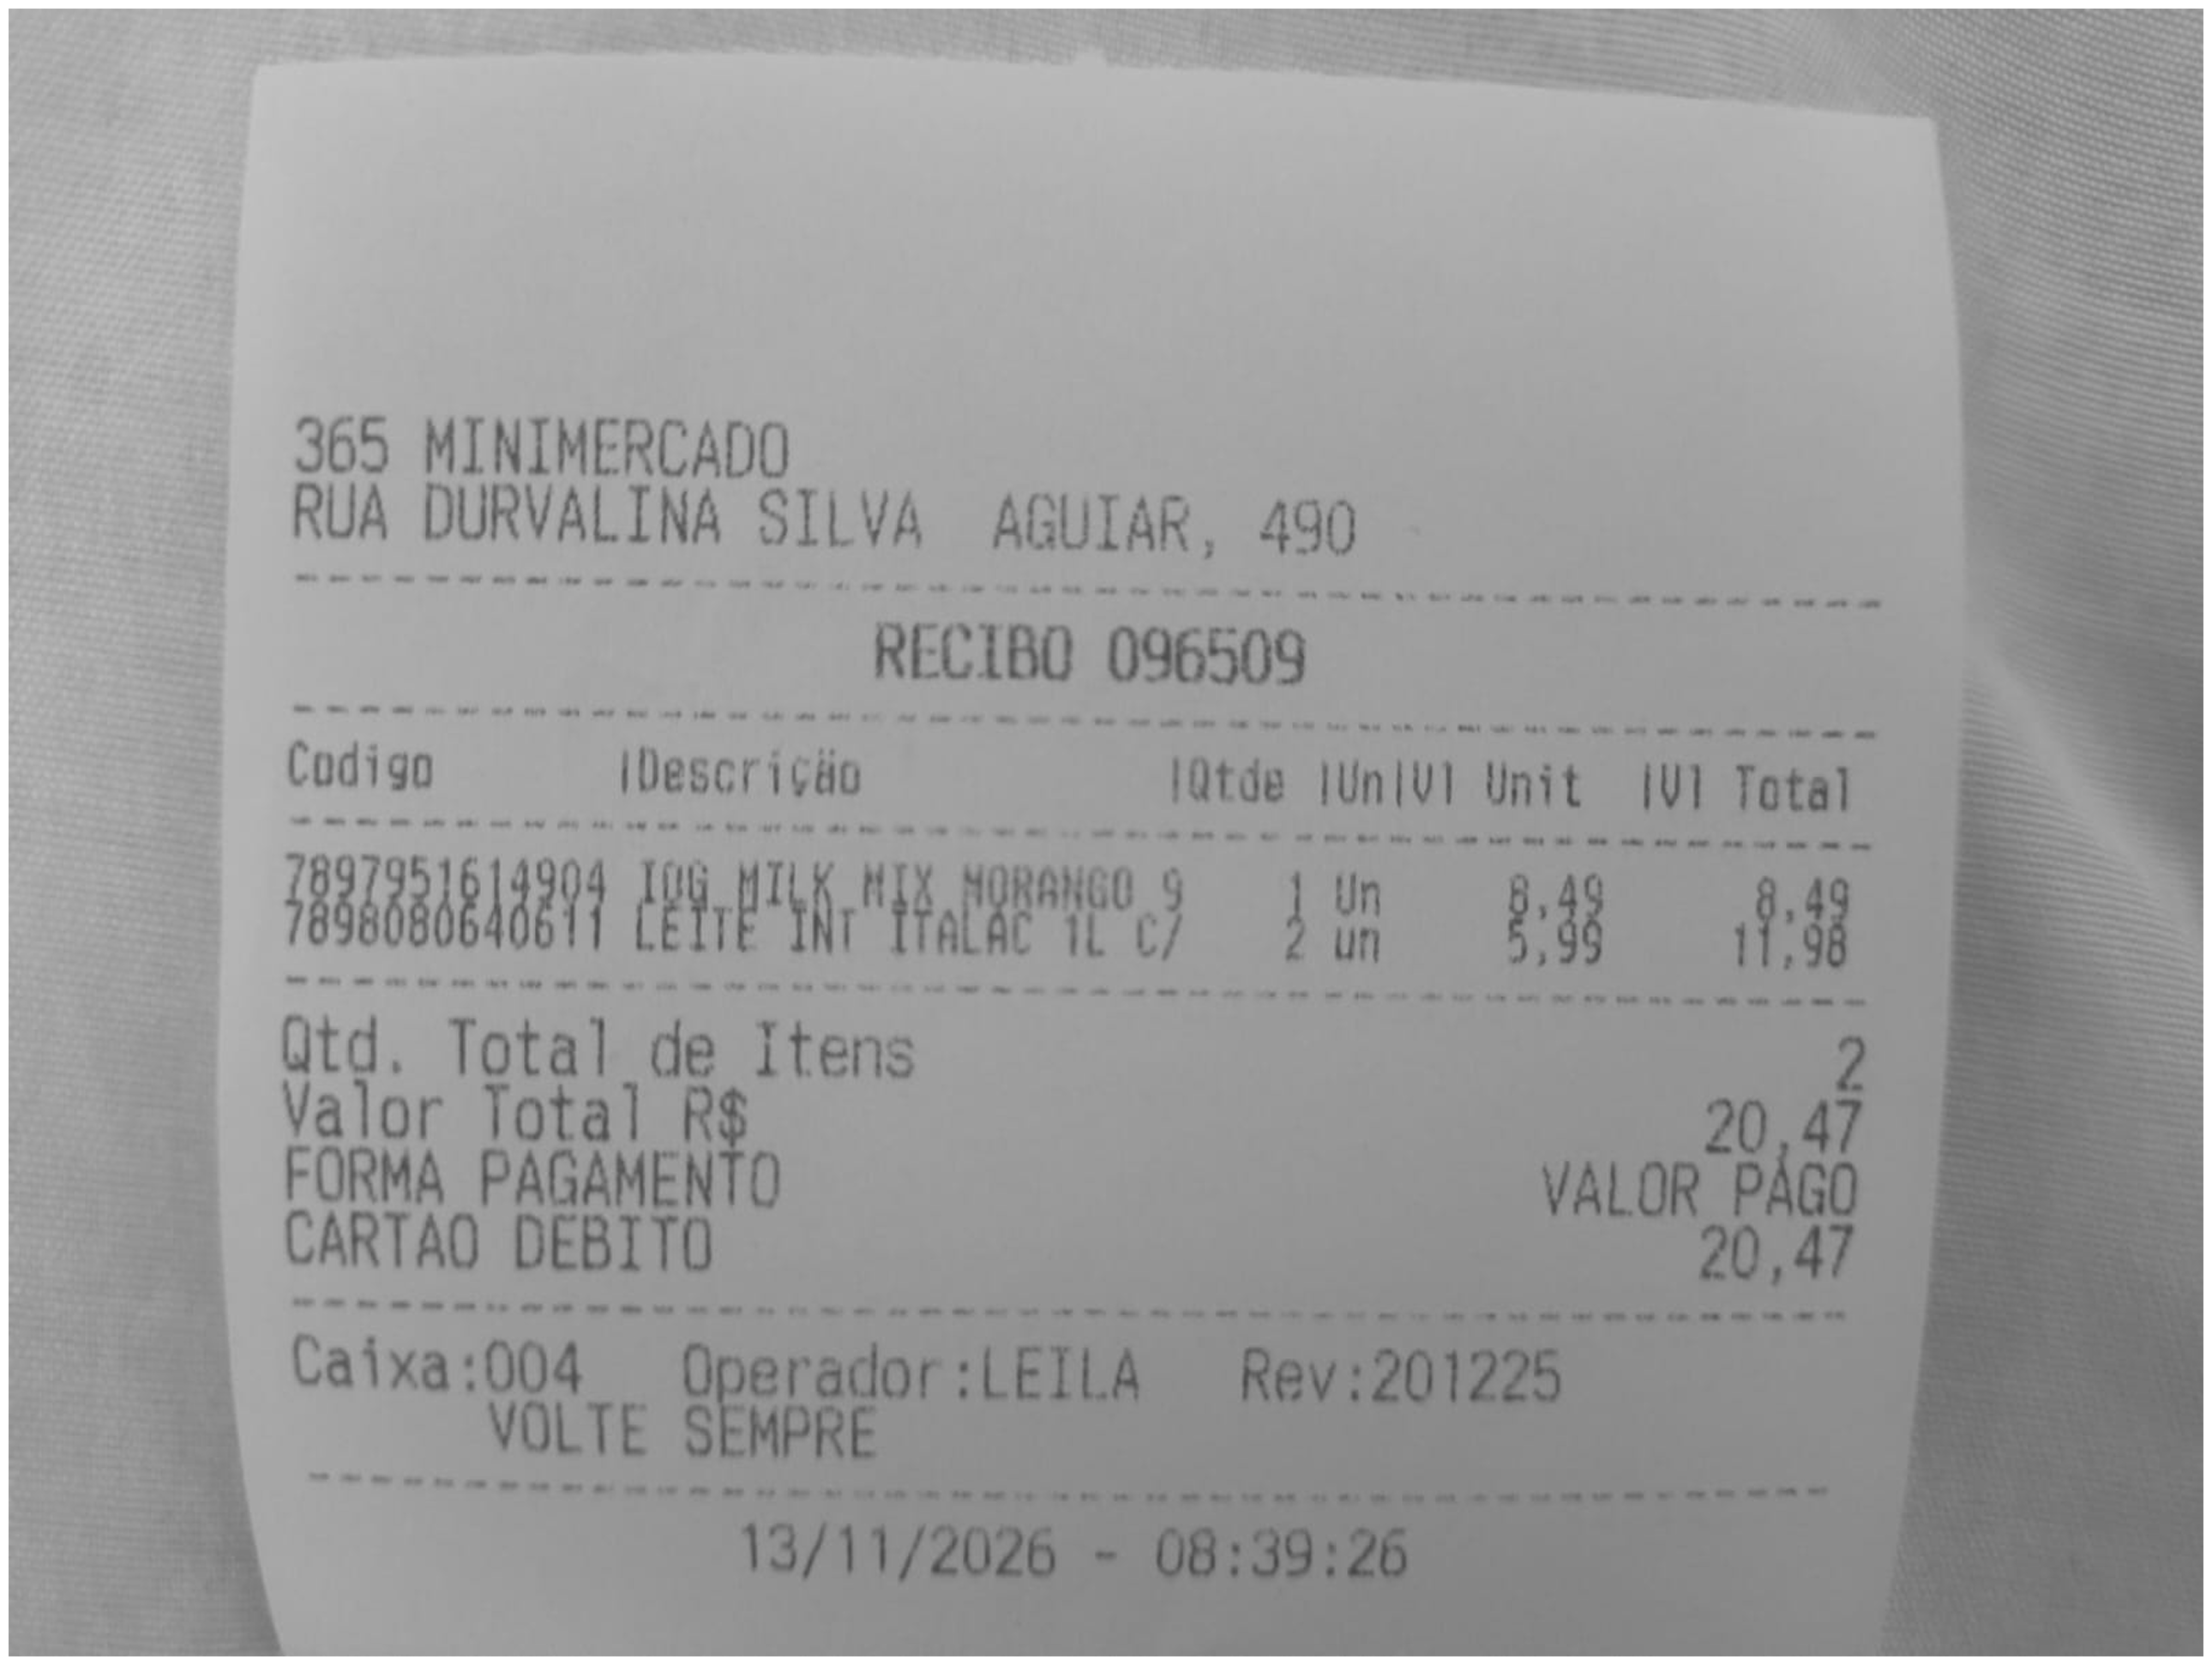 365 MINIMERCADO
RUA DURVALINA SILVA  AGUIAR, 490
RECIBO 096509
Codigo |Descrição |Qtde |Un|Vl Unit |Vl Total
7897951614904 IOG MILK MIX MORANGO 9 1 Un 8,49 8,49
7898080640611 LEITE INT ITALAC 1L C/ 2 un 5,99 11,98
Qtd. Total de Itens 2
Valor Total R$ 20,47
FORMA PAGAMENTO VALOR PAGO
CARTAO DEBITO 20,47
Caixa:004 Operador:LEILA Rev:201225
VOLTE SEMPRE
13/11/2026 - 08:39:26